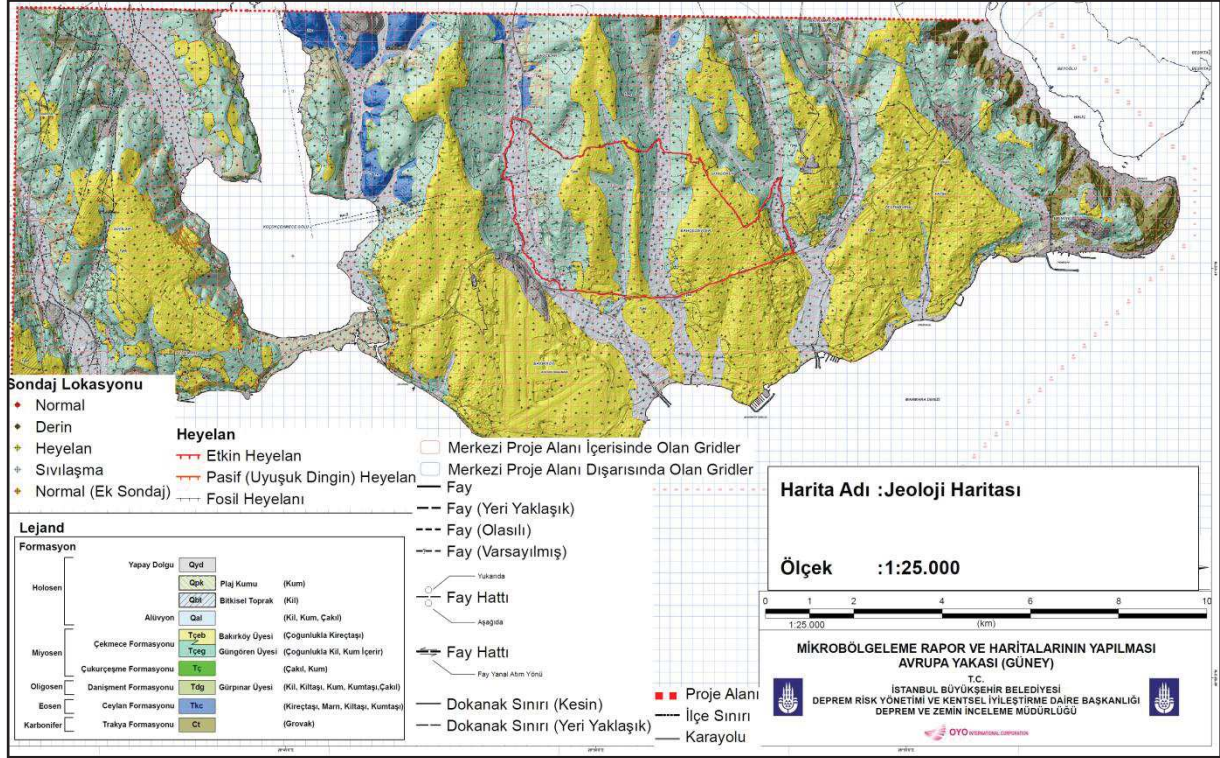 KÜÇÜKÇEKMECE GÖLÜ
MARMARA DENİZİ
Sondaj Lokasyonu
Normal
Derin
Heyelan
Sıvılaşma
Normal (Ek Sondaj)
Heyelan
Etkin Heyelan
Pasif (Uyuşuk Dingin) Heyelan
Fosil Heyelanı
Merkezi Proje Alanı İçerisinde Olan Gridler
Merkezi Proje Alanı Dışarısında Olan Gridler
Fay
Fay (Yeri Yaklaşık)
Fay (Olasılı)
Fay (Varsayılmış)
Yukarıda
Fay Hattı
Aşağıda
Fay Hattı
Fay Yanal Atım Yönü
Dokanak Sınırı (Kesin)
Dokanak Sınırı (Yeri Yaklaşık)
Proje Alanı
İlçe Sınırı
Karayolu
Lejand
Formasyon
Holosen
Yapay Dolgu Qyd
Qpk Plaj Kumu (Kum)
Qbt Bitkisel Toprak (Kil)
Alüvyon Qal (Kil, Kum, Çakıl)
Miyosen
Çekmece Formasyonu
Tçeb Bakırköy Üyesi (Çoğunlukla Kireçtaşı)
Tçeg Güngören Üyesi (Çoğunlukla Kil, Kum İçerir)
Çukurçeşme Formasyonu Tç (Çakıl, Kum)
Oligosen Danişment Formasyonu Tdg Gürpınar Üyesi (Kil, Kiltaşı, Kum, Kumtaşı,Çakıl)
Eosen Ceylan Formasyonu Tkc (Kireçtaşı, Marn, Kiltaşı, Kumtaşı)
Karbonifer Trakya Formasyonu Ct (Grovak)
Harita Adı :Jeoloji Haritası
Ölçek :1:25.000
0 1 2 4 6 8 10
1:25.000 (km)
MİKROBÖLGELEME RAPOR VE HARİTALARININ YAPILMASI
AVRUPA YAKASI (GÜNEY)
T.C.
İSTANBUL BÜYÜKŞEHİR BELEDİYESİ
DEPREM RİSK YÖNETİMİ VE KENTSEL İYİLEŞTİRME DAİRE BAŞKANLIĞI
DEPREM VE ZEMİN İNCELEME MÜDÜRLÜĞÜ
OYO INTERNATIONAL CORPORATION